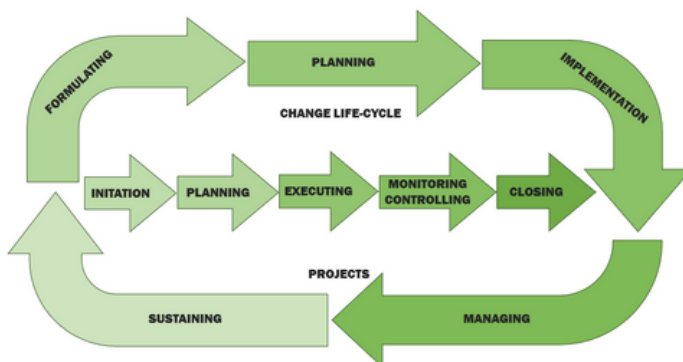 FORMULATING
PLANNING
IMPLEMENTATION
CHANGE LIFE-CYCLE
INITATION
PLANNING
EXECUTING
MONITORING
CONTROLLING
CLOSING
PROJECTS
SUSTAINING
MANAGING